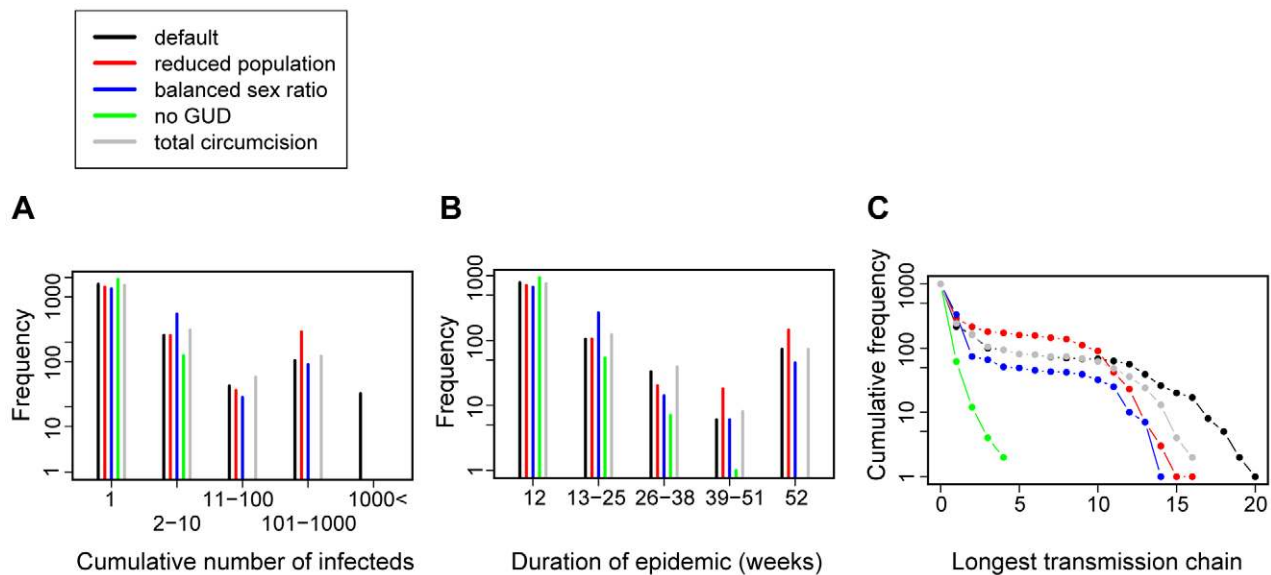 default
reduced population
balanced sex ratio
no GUD
total circumcision
A
Frequency
1000
100
10
1
1
2−10
11−100
101−1000
1000<
Cumulative number of infecteds
B
Frequency
1000
100
10
1
12
13−25
26−38
39−51
52
Duration of epidemic (weeks)
C
Cumulative frequency
1000
100
10
1
0
5
10
15
20
Longest transmission chain